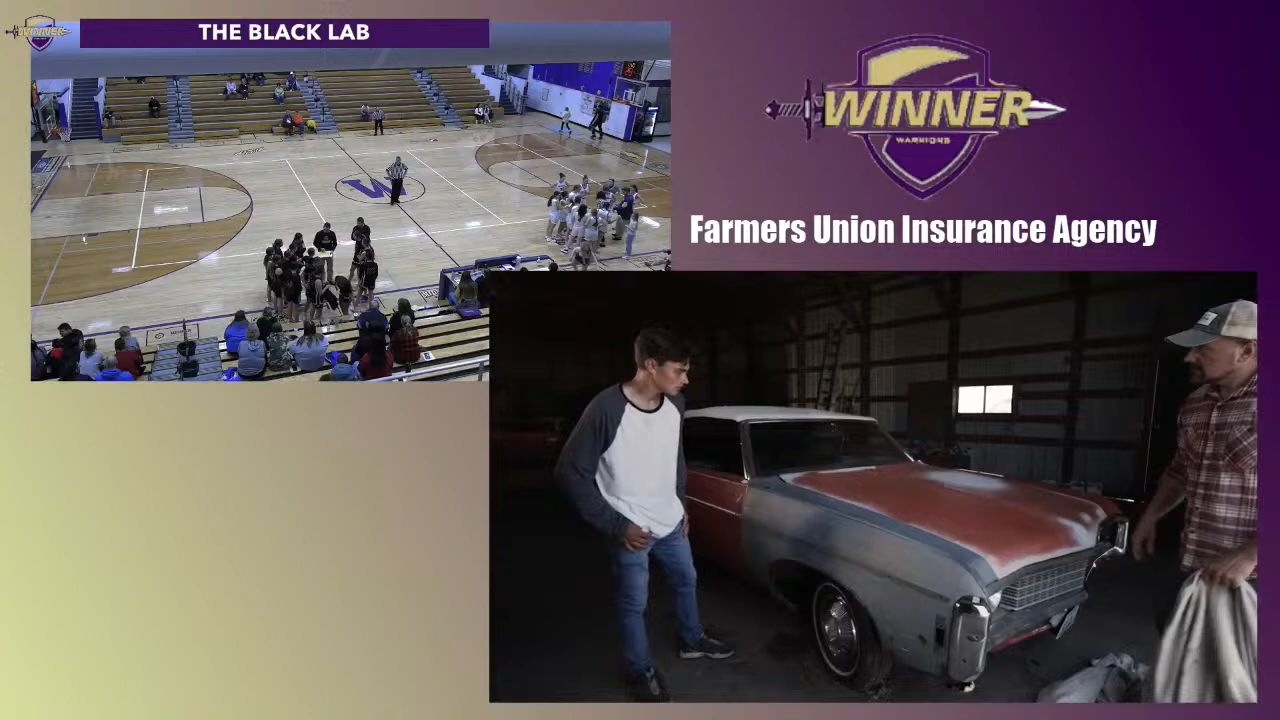 WINNER
THE BLACK LAB
W
WINNER
WARRIORS
Farmers Union Insurance Agency